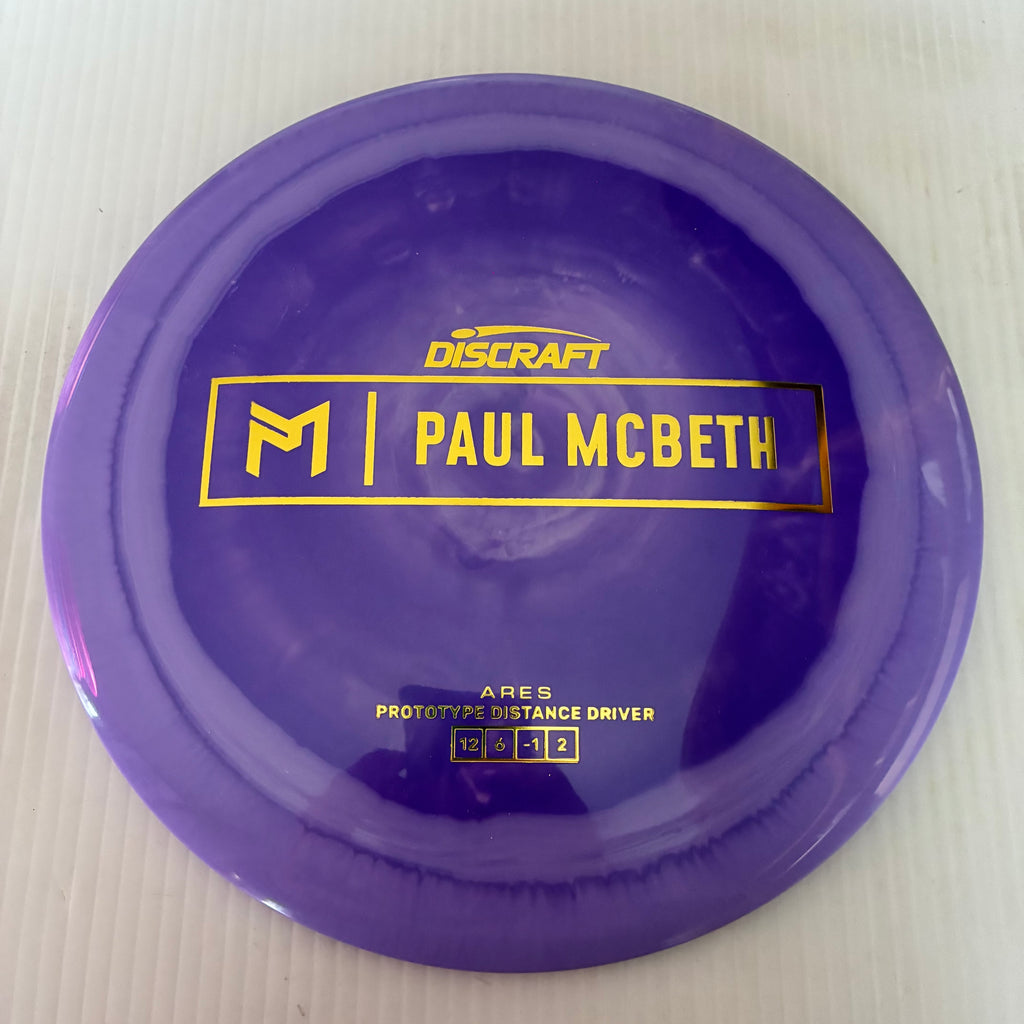 DISCRAFT
M | PAUL MCBETH
ARES
PROTOTYPE DISTANCE DRIVER
12 6 -1 2